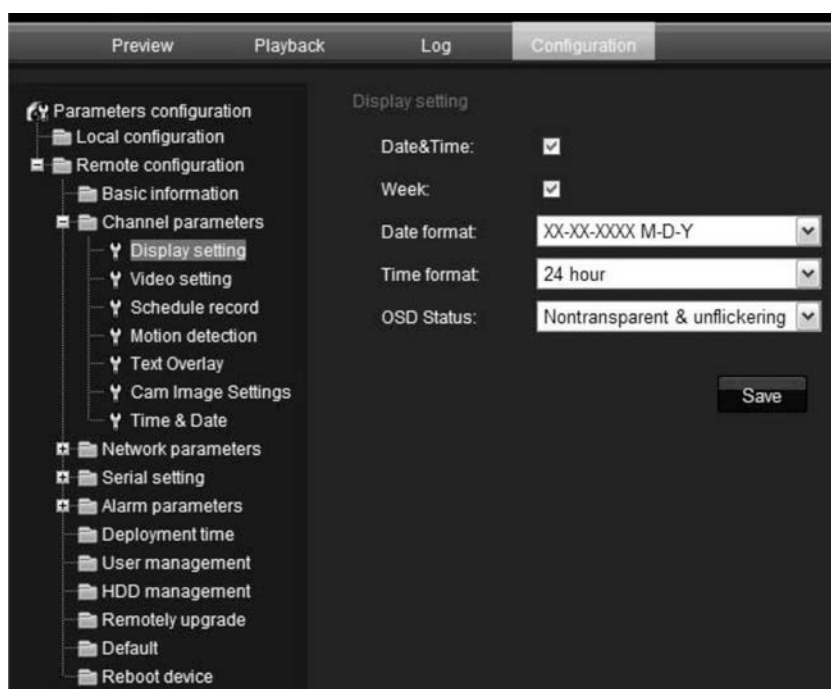 Preview Playback Log Configuration
Parameters configuration
Local configuration
Remote configuration
Basic information
Channel parameters
Display setting
Video setting
Schedule record
Motion detection
Text Overlay
Cam Image Settings
Time & Date
Network parameters
Serial setting
Alarm parameters
Deployment time
User management
HDD management
Remotely upgrade
Default
Reboot device
Display setting
Date&Time:
Week:
Date format: XX-XX-XXXX M-D-Y
Time format: 24 hour
OSD Status: Nontransparent & unflickering
Save